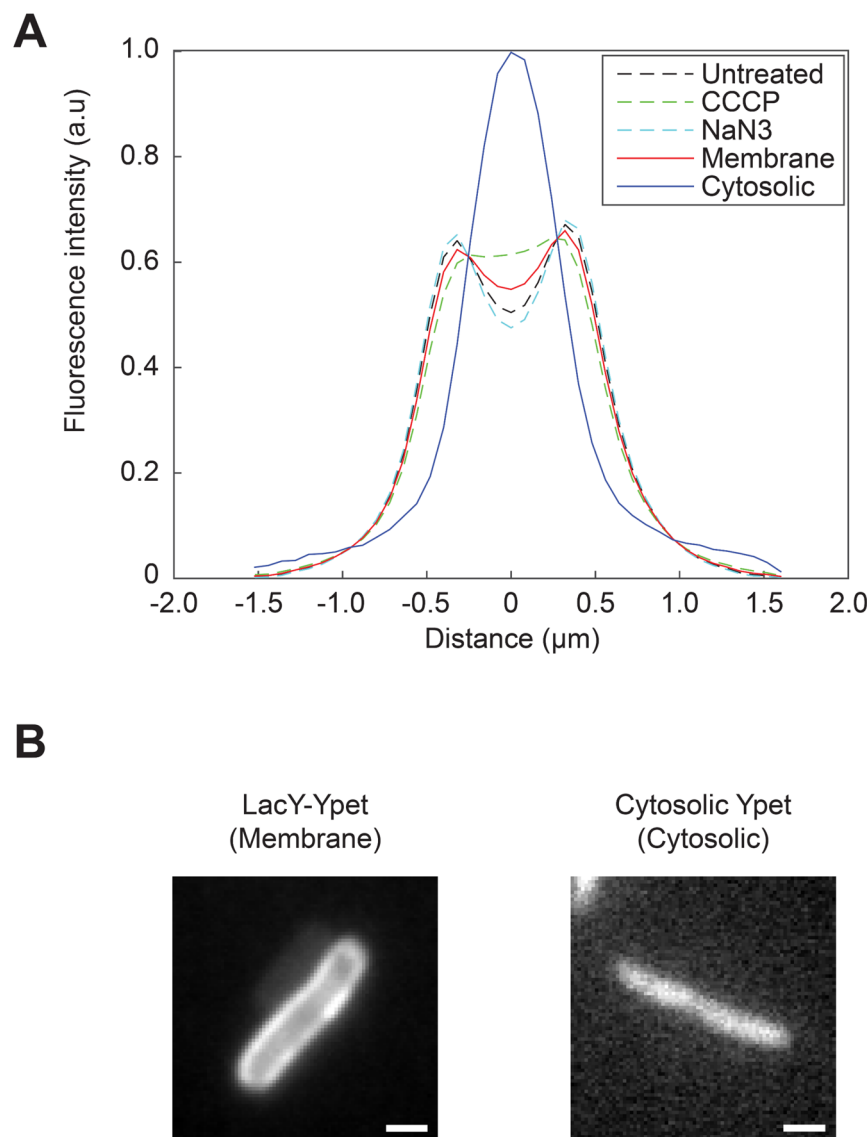 A
Fluorescence intensity (a.u)
1.0
0.8
0.6
0.4
0.2
0
-2.0 -1.5 -1.0 -0.5 0 0.5 1.0 1.5 2.0
Distance (μm)
Untreated
CCCP
NaN3
Membrane
Cytosolic
B
LacY-Ypet
(Membrane)
Cytosolic Ypet
(Cytosolic)